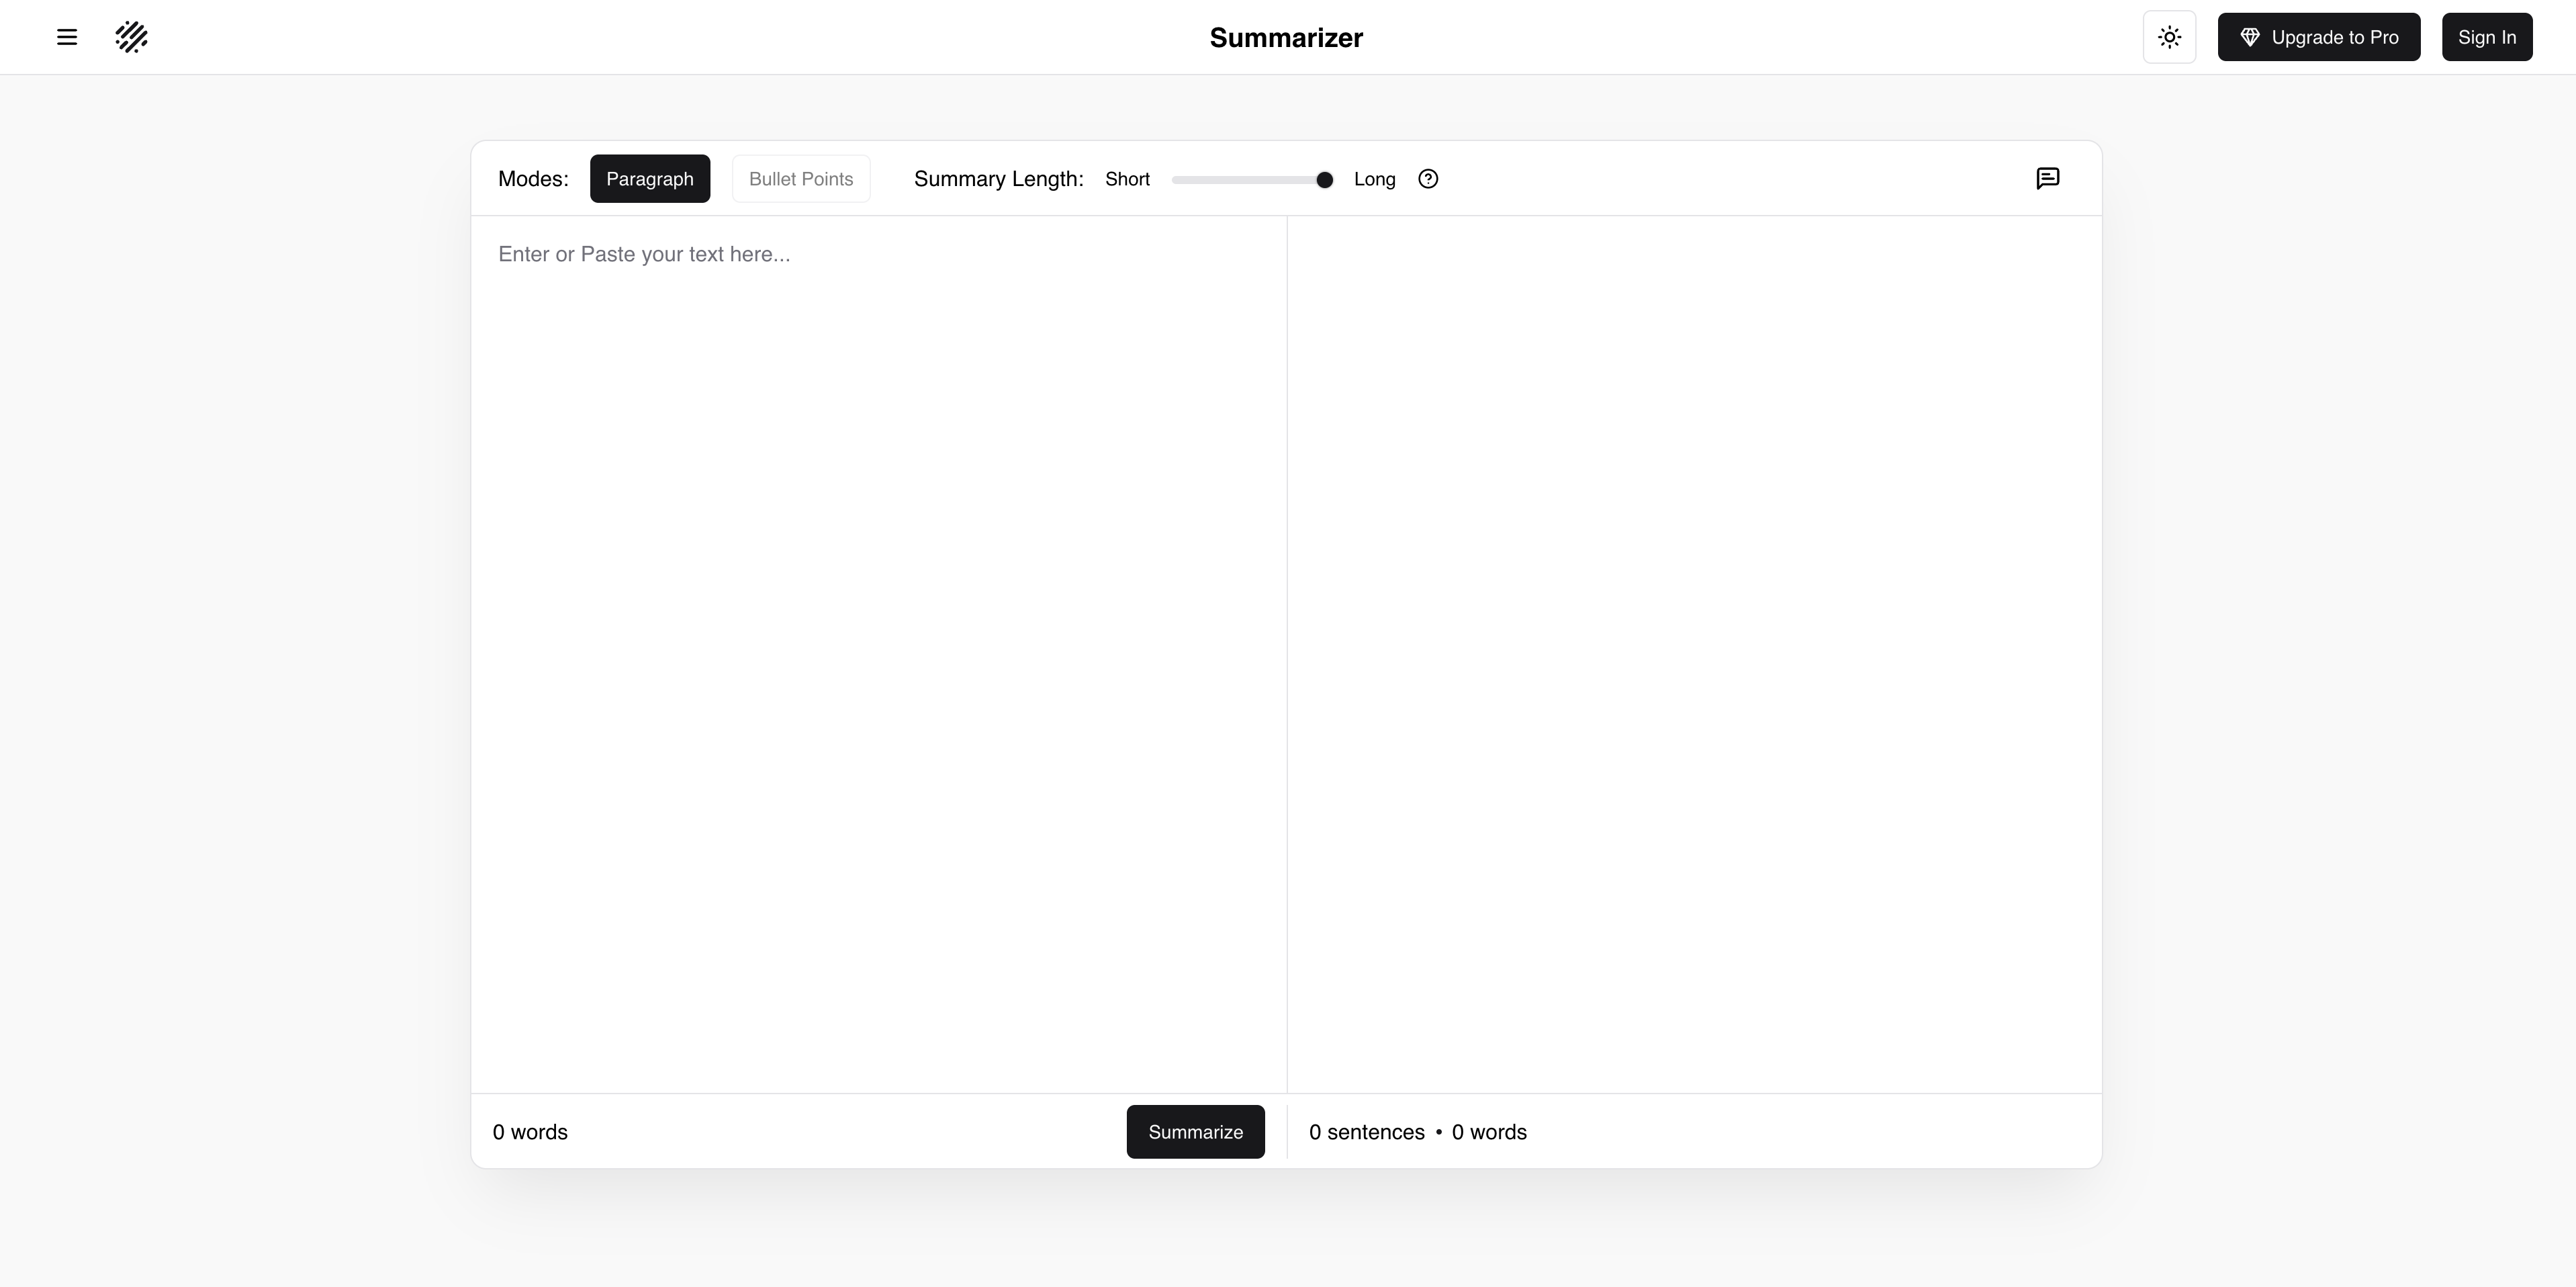 Summarizer
Upgrade to Pro
Sign In
Modes: Paragraph Bullet Points Summary Length: Short Long
Enter or Paste your text here...
0 words
Summarize
0 sentences • 0 words